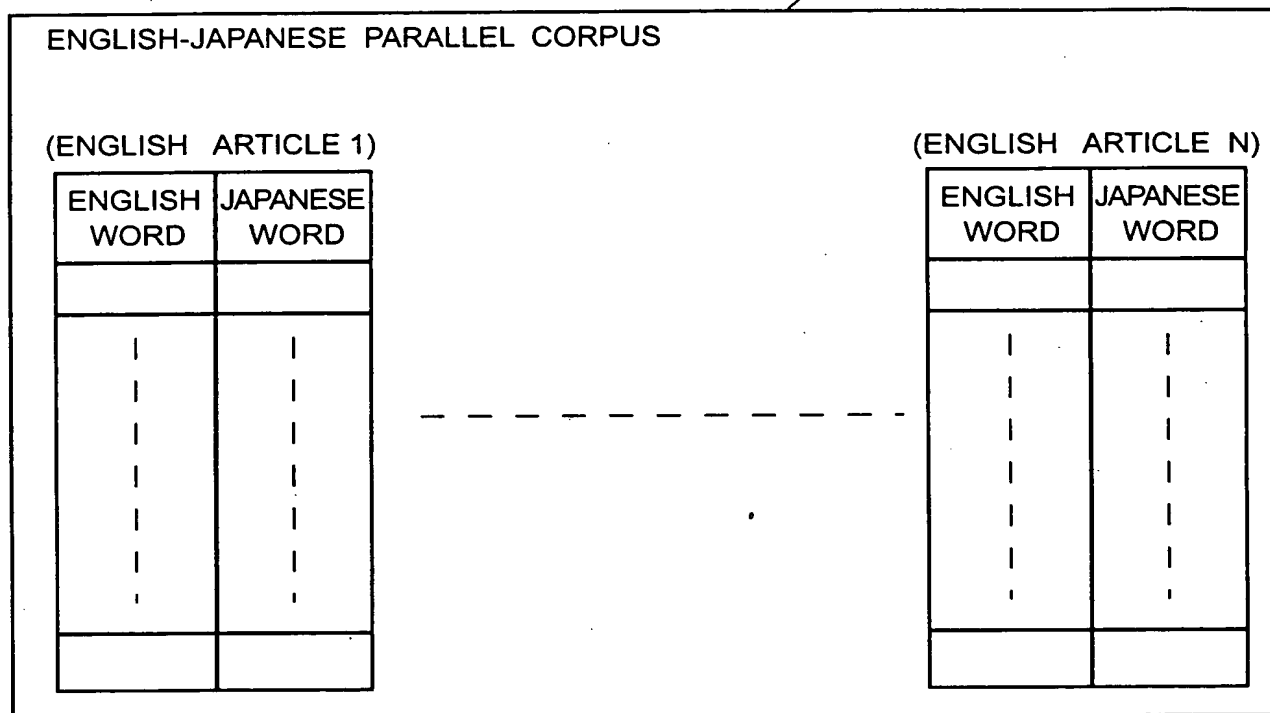 ENGLISH-JAPANESE PARALLEL CORPUS
(ENGLISH ARTICLE 1)
ENGLISH WORD
JAPANESE WORD
(ENGLISH ARTICLE N)
ENGLISH WORD
JAPANESE WORD